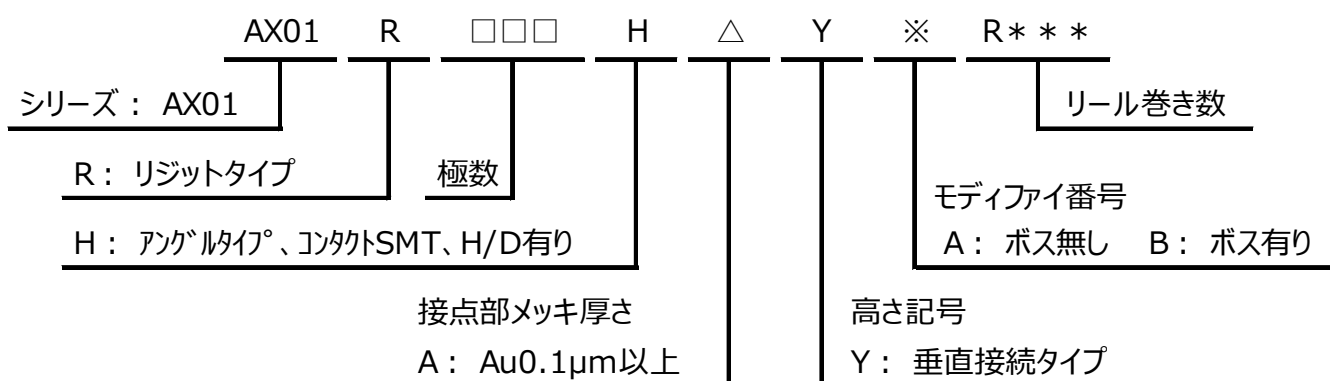 AX01 R □□□ H △ Y ※ R＊＊＊
シリーズ： AX01
リール巻き数
R： リジットタイプ
極数
モディファイ番号
H： ｱﾝｸﾞﾙﾀｲﾌﾟ、ｺﾝﾀｸﾄSMT、H/D有り
A： ボス無し B： ボス有り
接点部メッキ厚さ
高さ記号
A： Au0.1μm以上
Y： 垂直接続タイプ